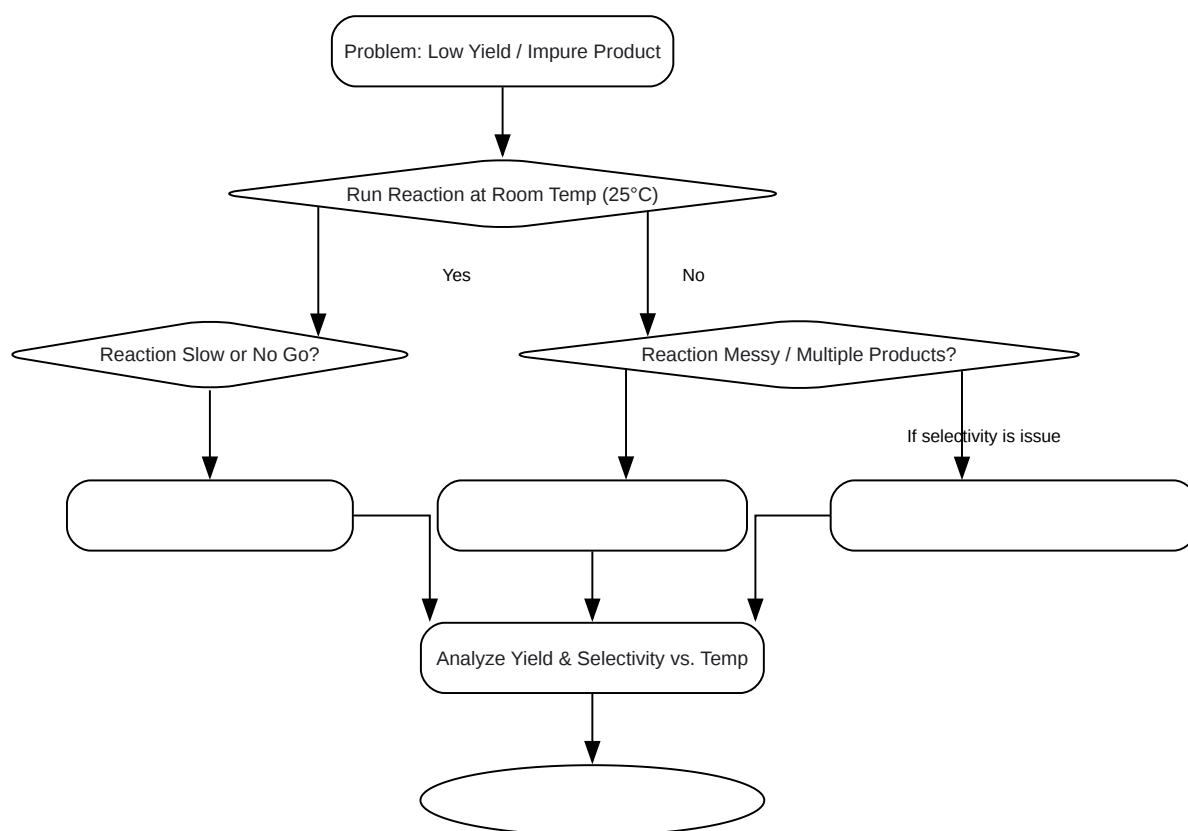 Problem: Low Yield / Impure Product
Run Reaction at Room Temp (25°C)
Yes
No
Reaction Slow or No Go?
Reaction Messy / Multiple Products?
If selectivity is issue
Analyze Yield & Selectivity vs. Temp